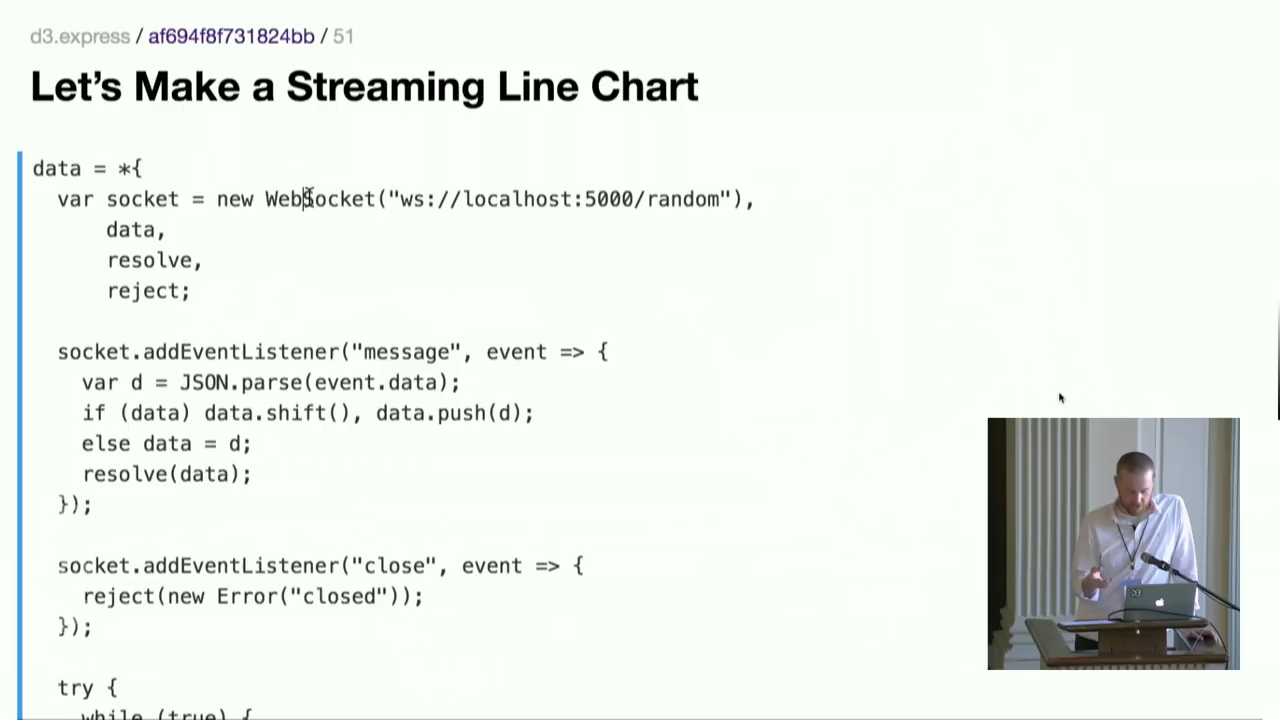 d3.express / af694f8f731824bb / 51
Let’s Make a Streaming Line Chart
data = *{
  var socket = new WebSocket("ws://localhost:5000/random"),
      data,
      resolve,
      reject;

  socket.addEventListener("message", event => {
    var d = JSON.parse(event.data);
    if (data) data.shift(), data.push(d);
    else data = d;
    resolve(data);
  });

  socket.addEventListener("close", event => {
    reject(new Error("closed"));
  });

  try {
    while (true) {